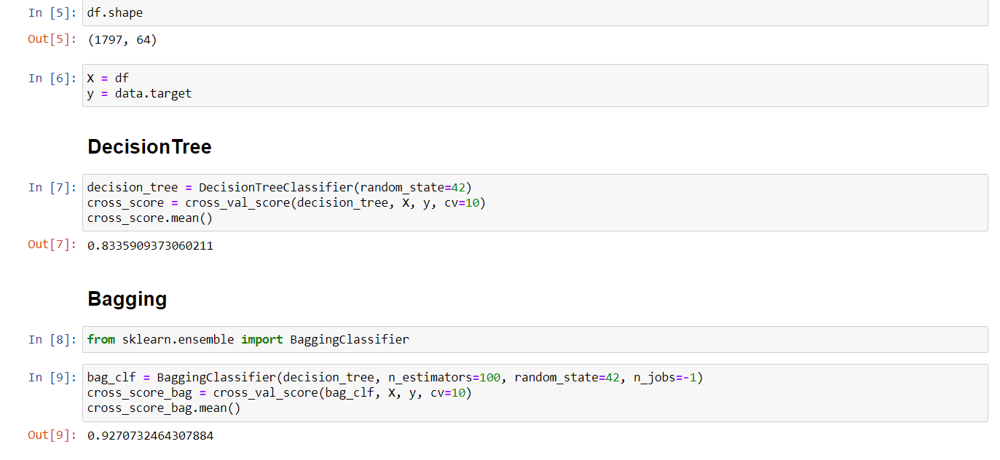 In [5]: df.shape
Out[5]: (1797, 64)
In [6]: X = df
y = data.target
DecisionTree
In [7]: decision_tree = DecisionTreeClassifier(random_state=42)
cross_score = cross_val_score(decision_tree, X, y, cv=10)
cross_score.mean()
Out[7]: 0.8335909373060211
Bagging
In [8]: from sklearn.ensemble import BaggingClassifier
In [9]: bag_clf = BaggingClassifier(decision_tree, n_estimators=100, random_state=42, n_jobs=-1)
cross_score_bag = cross_val_score(bag_clf, X, y, cv=10)
cross_score_bag.mean()
Out[9]: 0.9270732464307884